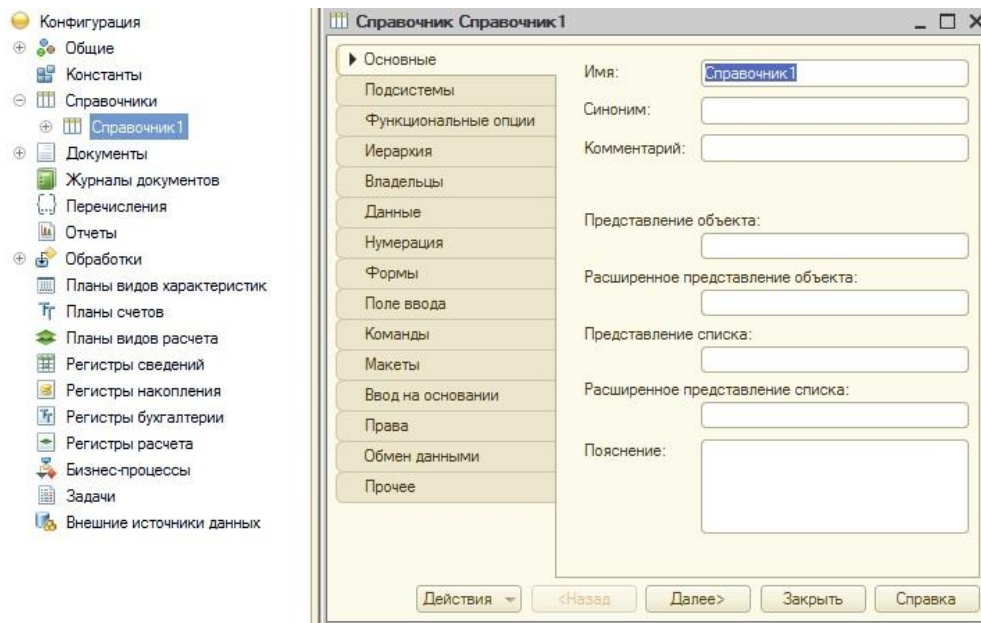 Конфигурация
Общие
Константы
Справочники
Справочник1
Документы
Журналы документов
Перечисления
Отчеты
Обработки
Планы видов характеристик
Планы счетов
Планы видов расчета
Регистры сведений
Регистры накопления
Регистры бухгалтерии
Регистры расчета
Бизнес-процессы
Задачи
Внешние источники данных
Справочник Справочник1
Основные
Подсистемы
Функциональные опции
Иерархия
Владельцы
Данные
Нумерация
Формы
Поле ввода
Команды
Макеты
Ввод на основании
Права
Обмен данными
Прочее
Имя: Справочник1
Синоним:
Комментарий:
Представление объекта:
Расширенное представление объекта:
Представление списка:
Расширенное представление списка:
Пояснение:
Действия <Назад Далее> Закрыть Справка